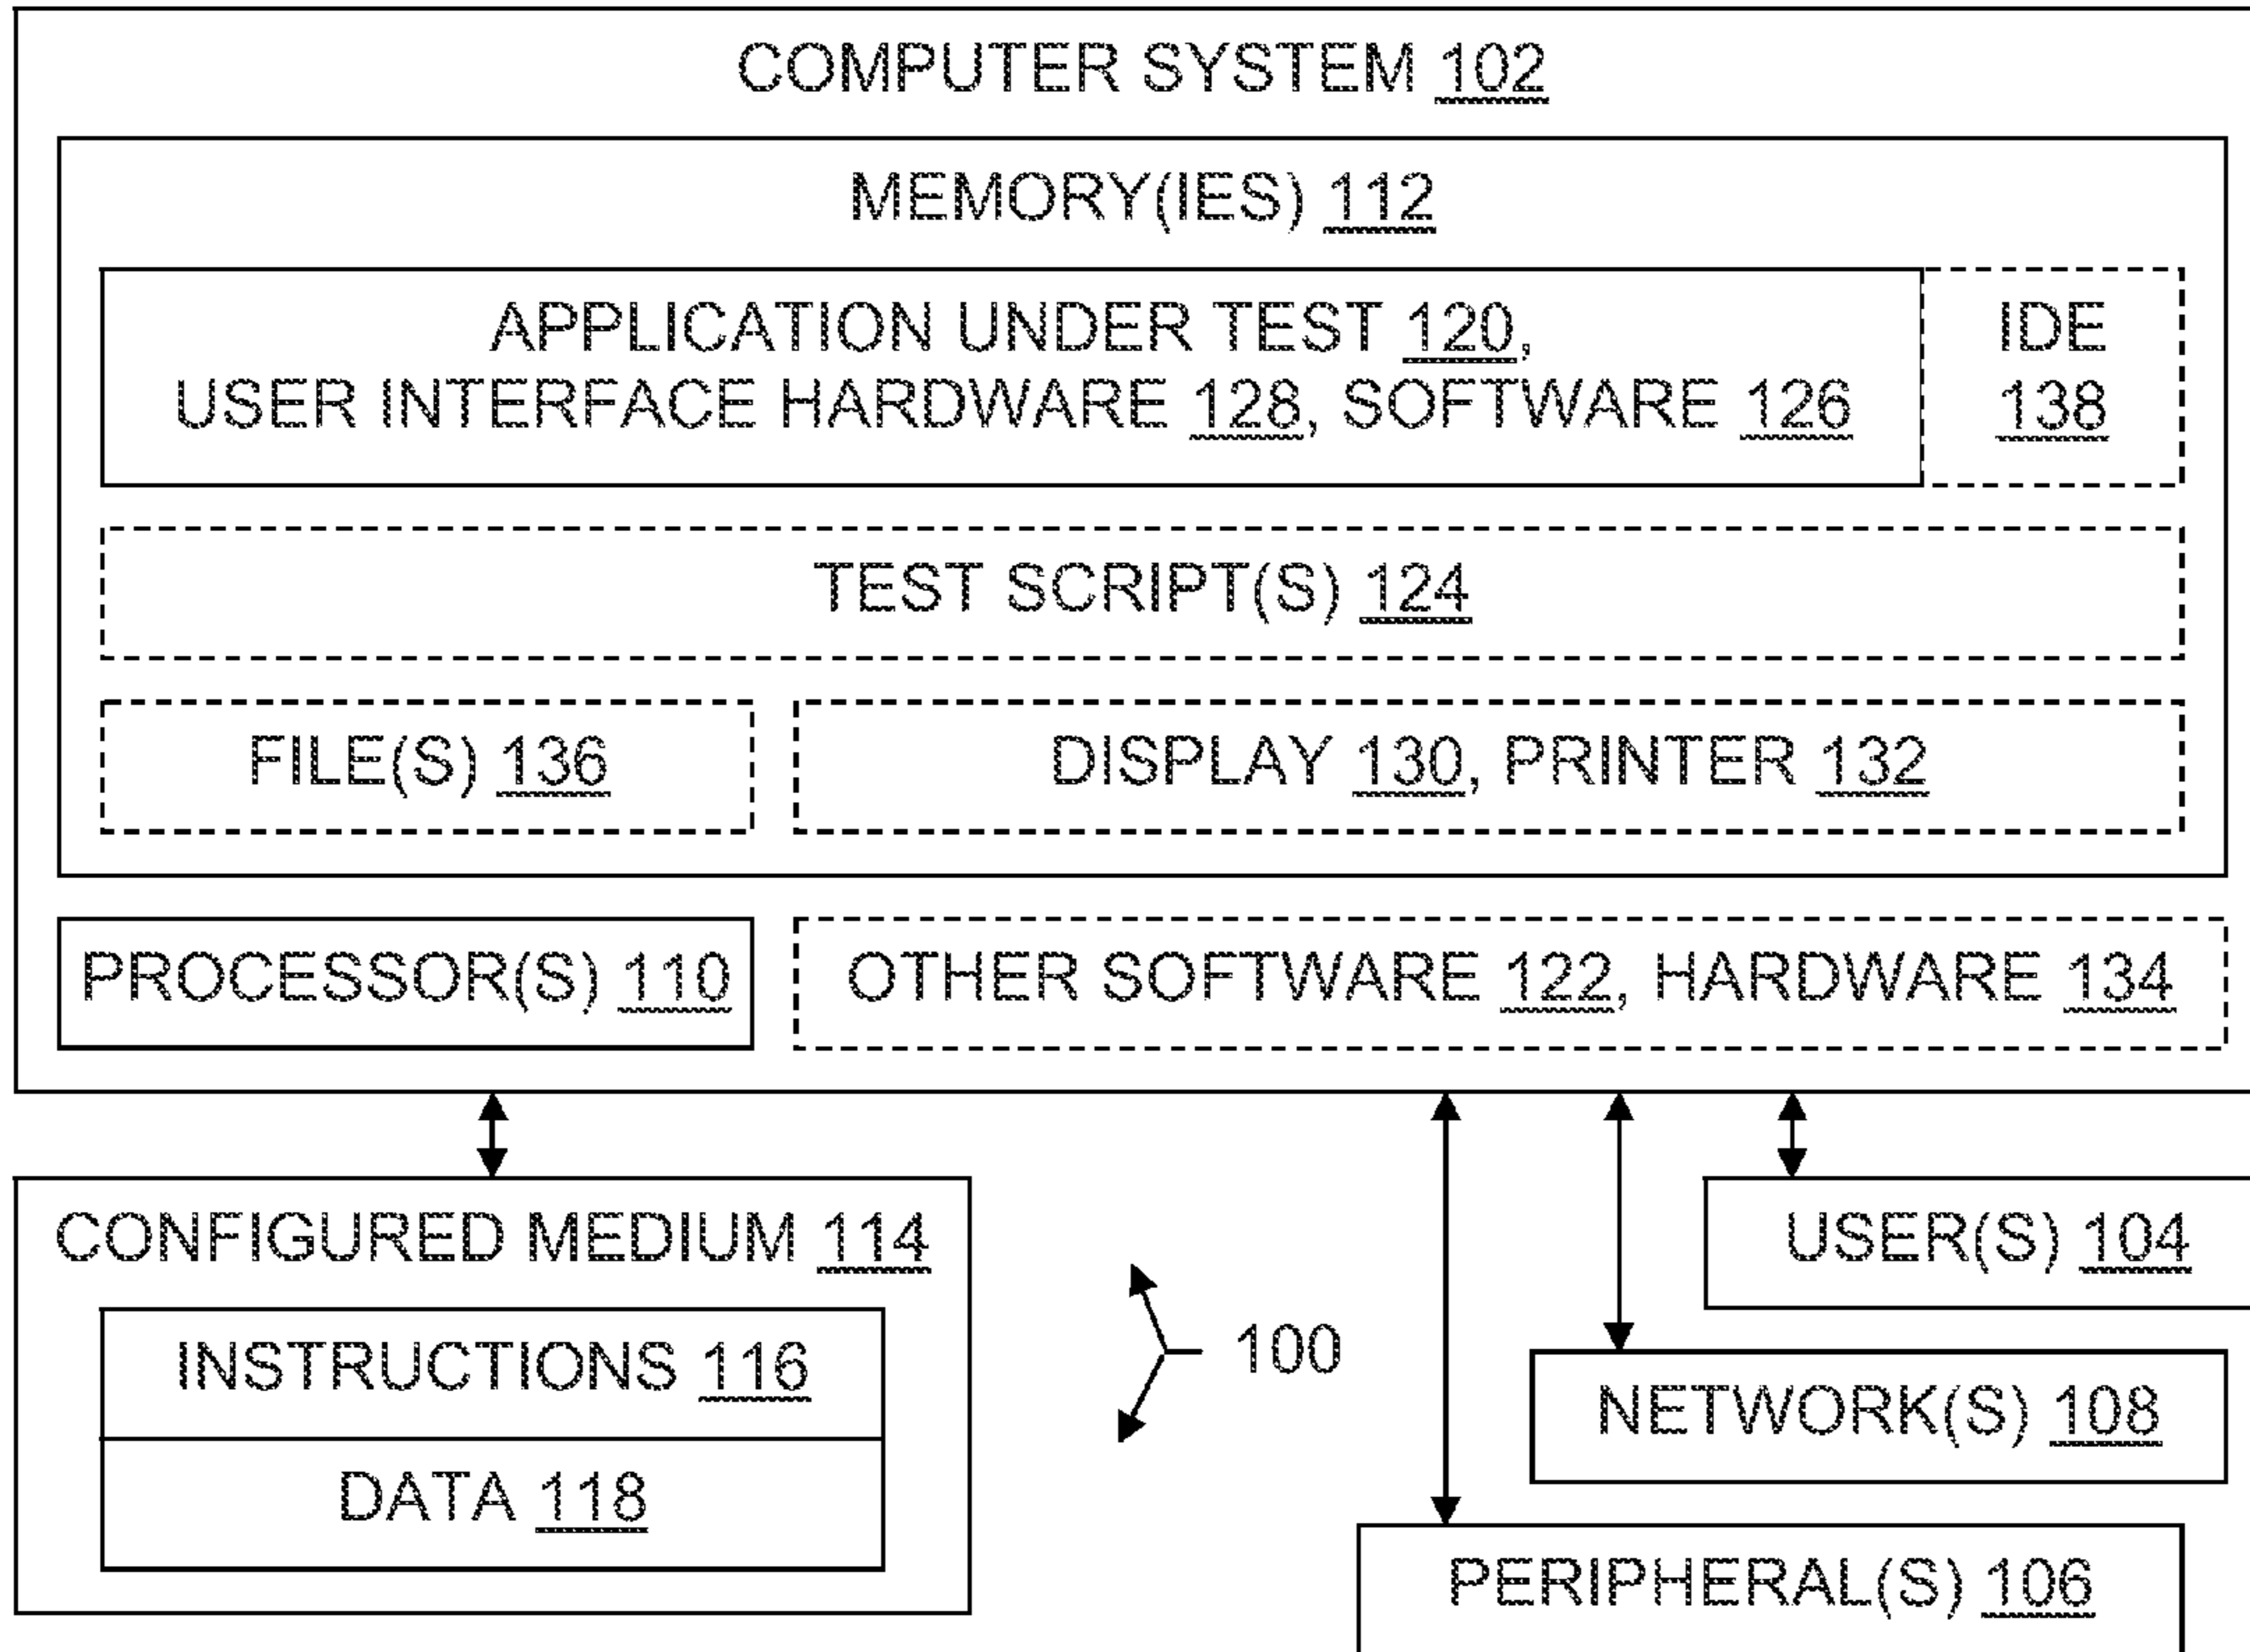 COMPUTER SYSTEM 102
MEMORY(IES) 112
APPLICATION UNDER TEST 120,
USER INTERFACE HARDWARE 128, SOFTWARE 126
IDE
138
TEST SCRIPT(S) 124
FILE(S) 136
DISPLAY 130, PRINTER 132
PROCESSOR(S) 110
OTHER SOFTWARE 122, HARDWARE 134
CONFIGURED MEDIUM 114
INSTRUCTIONS 116
DATA 118
100
USER(S) 104
NETWORK(S) 108
PERIPHERAL(S) 106